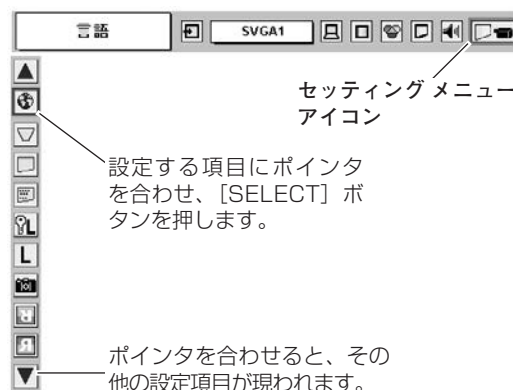 言語
SVGA1
セッティング メニュー
アイコン
設定する項目にポインタ
を合わせ、［SELECT］ボ
タンを押します。
L
L
ポインタを合わせると、その
他の設定項目が現われます。